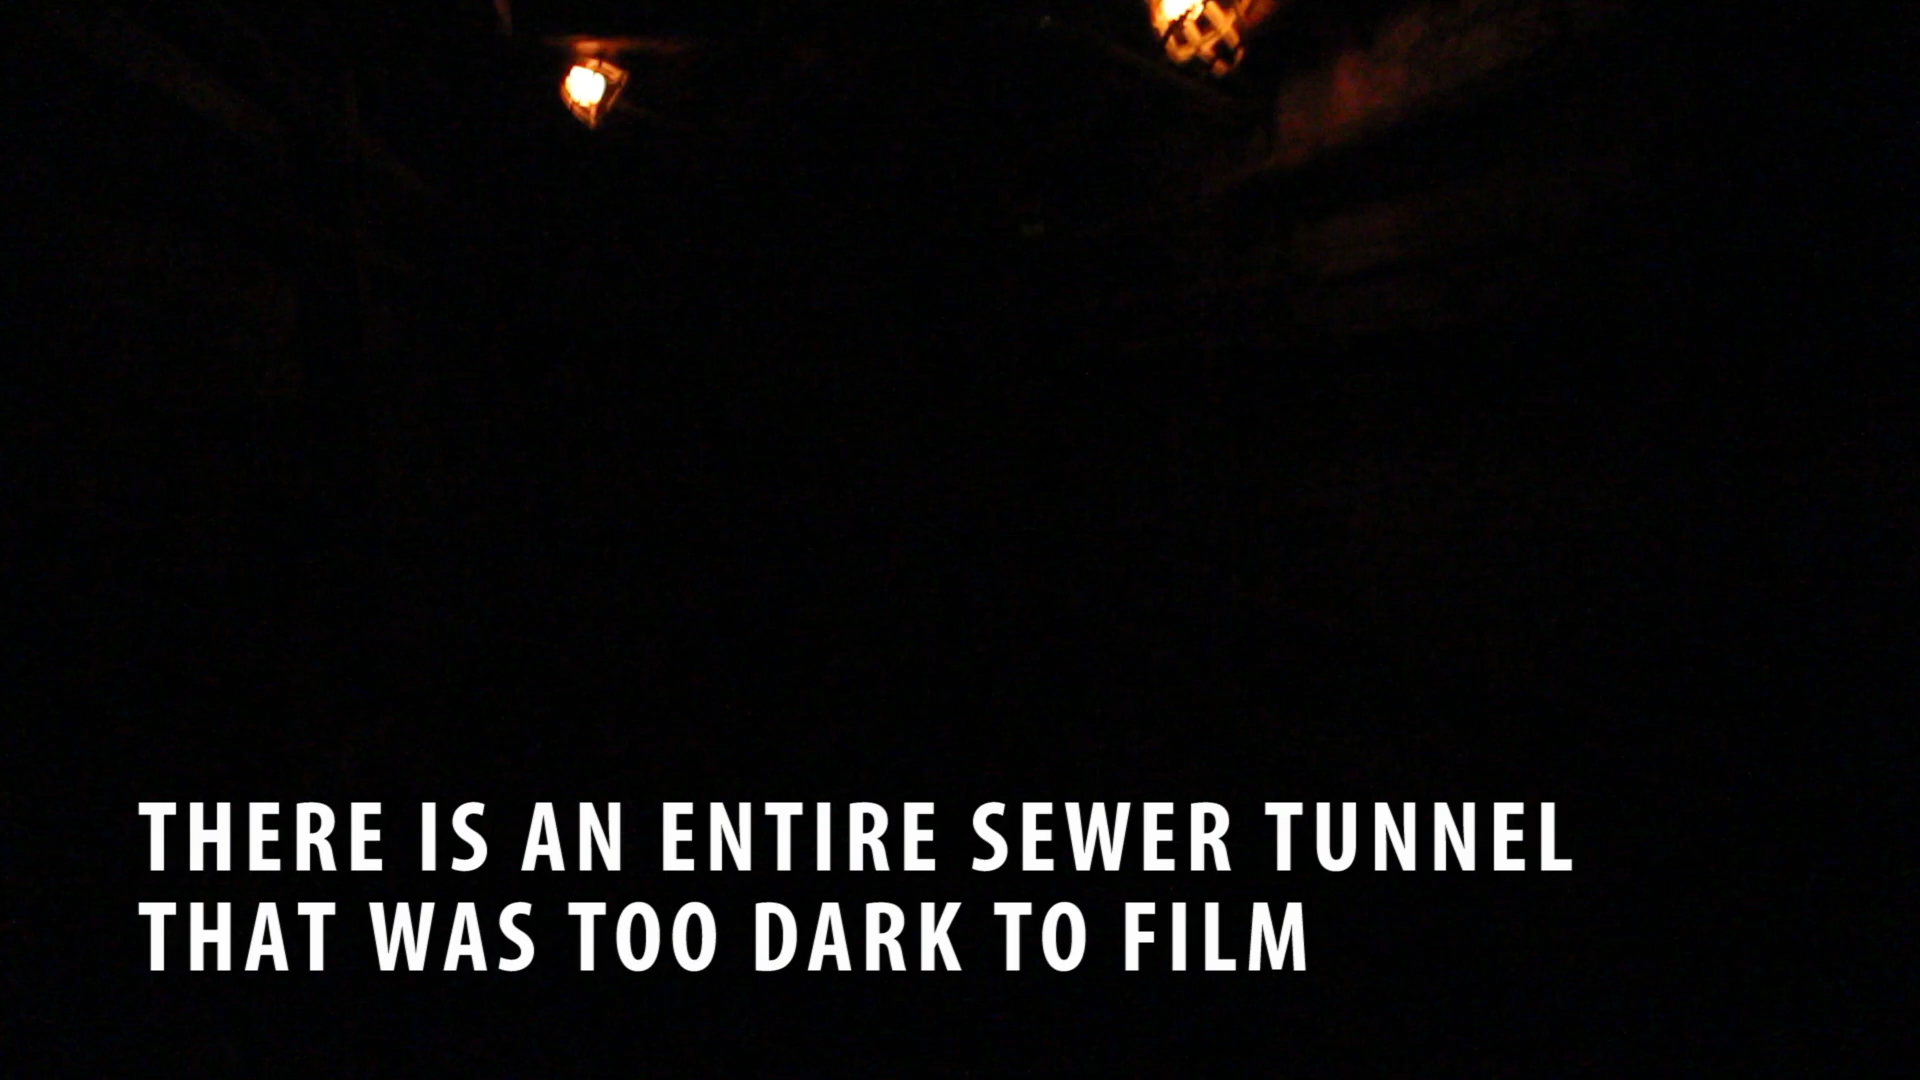 THERE IS AN ENTIRE SEWER TUNNEL
THAT WAS TOO DARK TO FILM